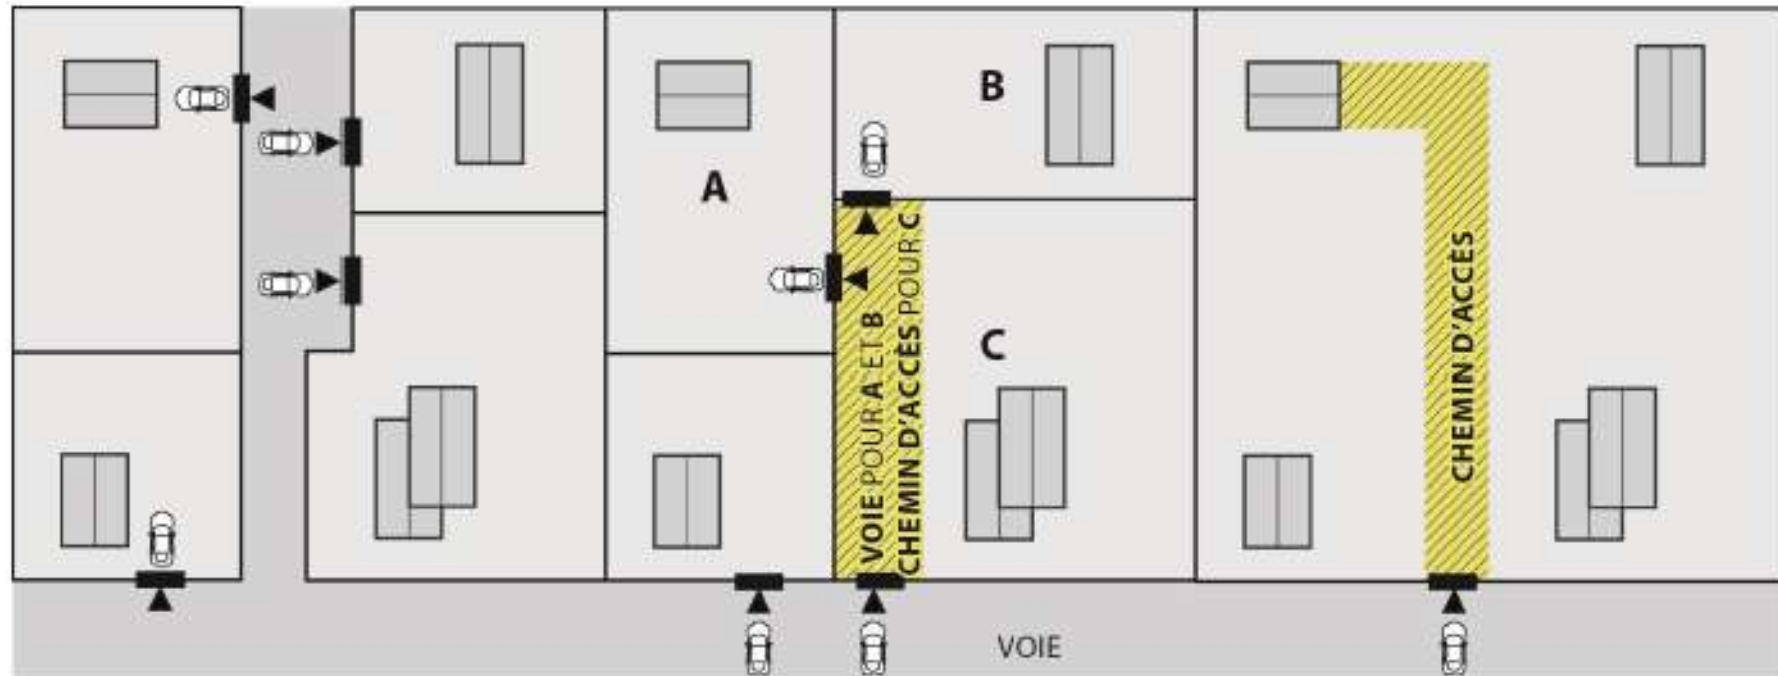 A
B
C
VOIE POUR A ET B
CHEMIN D'ACCÈS POUR C
CHEMIN D'ACCÈS
VOIE